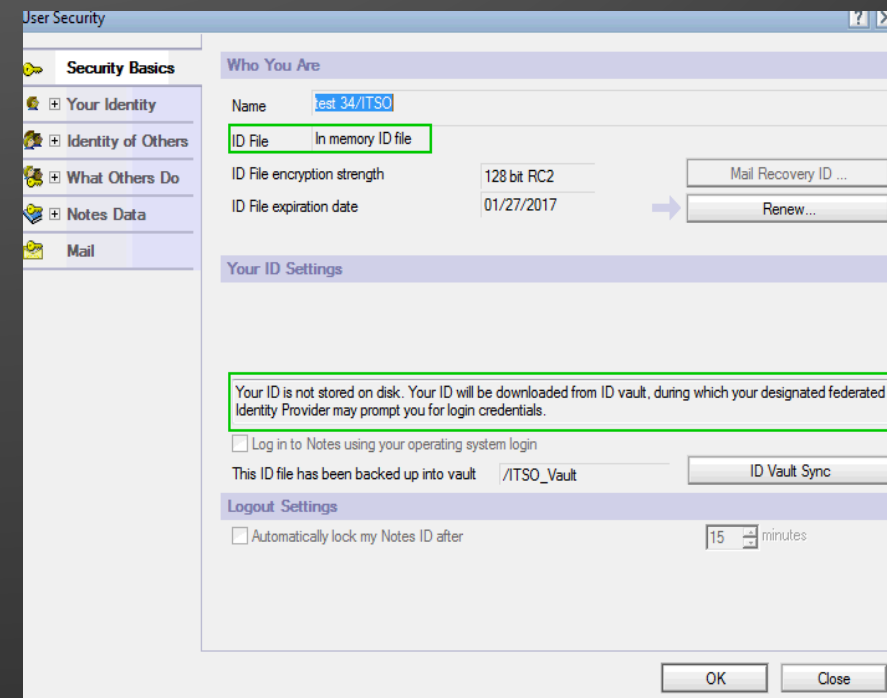 User Security
Security Basics
Your Identity
Identity of Others
What Others Do
Notes Data
Mail
Who You Are
Name test 34/ITSO
ID File In memory ID file
ID File encryption strength 128 bit RC2 Mail Recovery ID ...
ID File expiration date 01/27/2017 Renew...
Your ID Settings
Your ID is not stored on disk. Your ID will be downloaded from ID vault, during which your designated federated
Identity Provider may prompt you for login credentials.
Log in to Notes using your operating system login
This ID file has been backed up into vault /ITSO_Vault ID Vault Sync
Logout Settings
Automatically lock my Notes ID after 15 minutes
OK Close